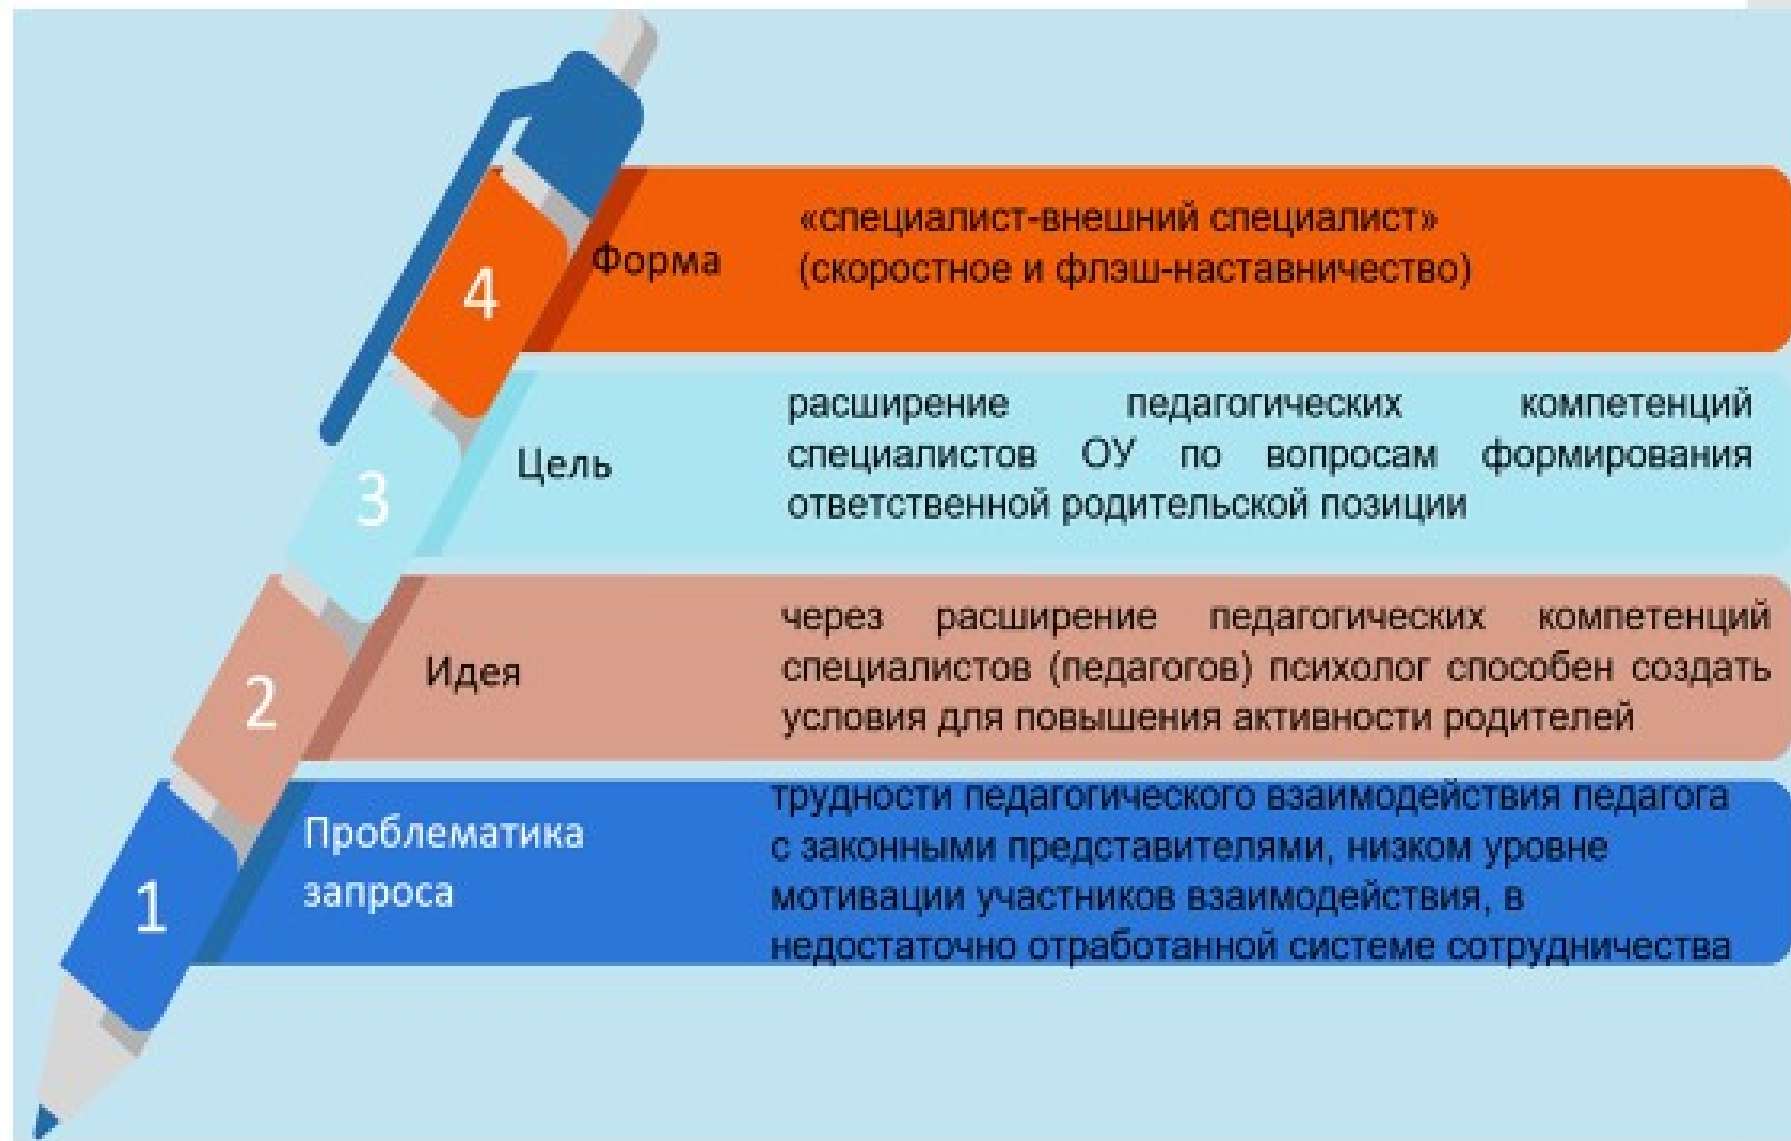 4
Форма
«специалист-внешний специалист»
(скоростное и флэш-наставничество)
3
Цель
расширение педагогических компетенций
специалистов ОУ по вопросам формирования
ответственной родительской позиции
2
Идея
через расширение педагогических компетенций
специалистов (педагогов) психолог способен создать
условия для повышения активности родителей
1
Проблематика
запроса
трудности педагогического взаимодействия педагога
с законными представителями, низком уровне
мотивации участников взаимодействия, в
недостаточно отработанной системе сотрудничества